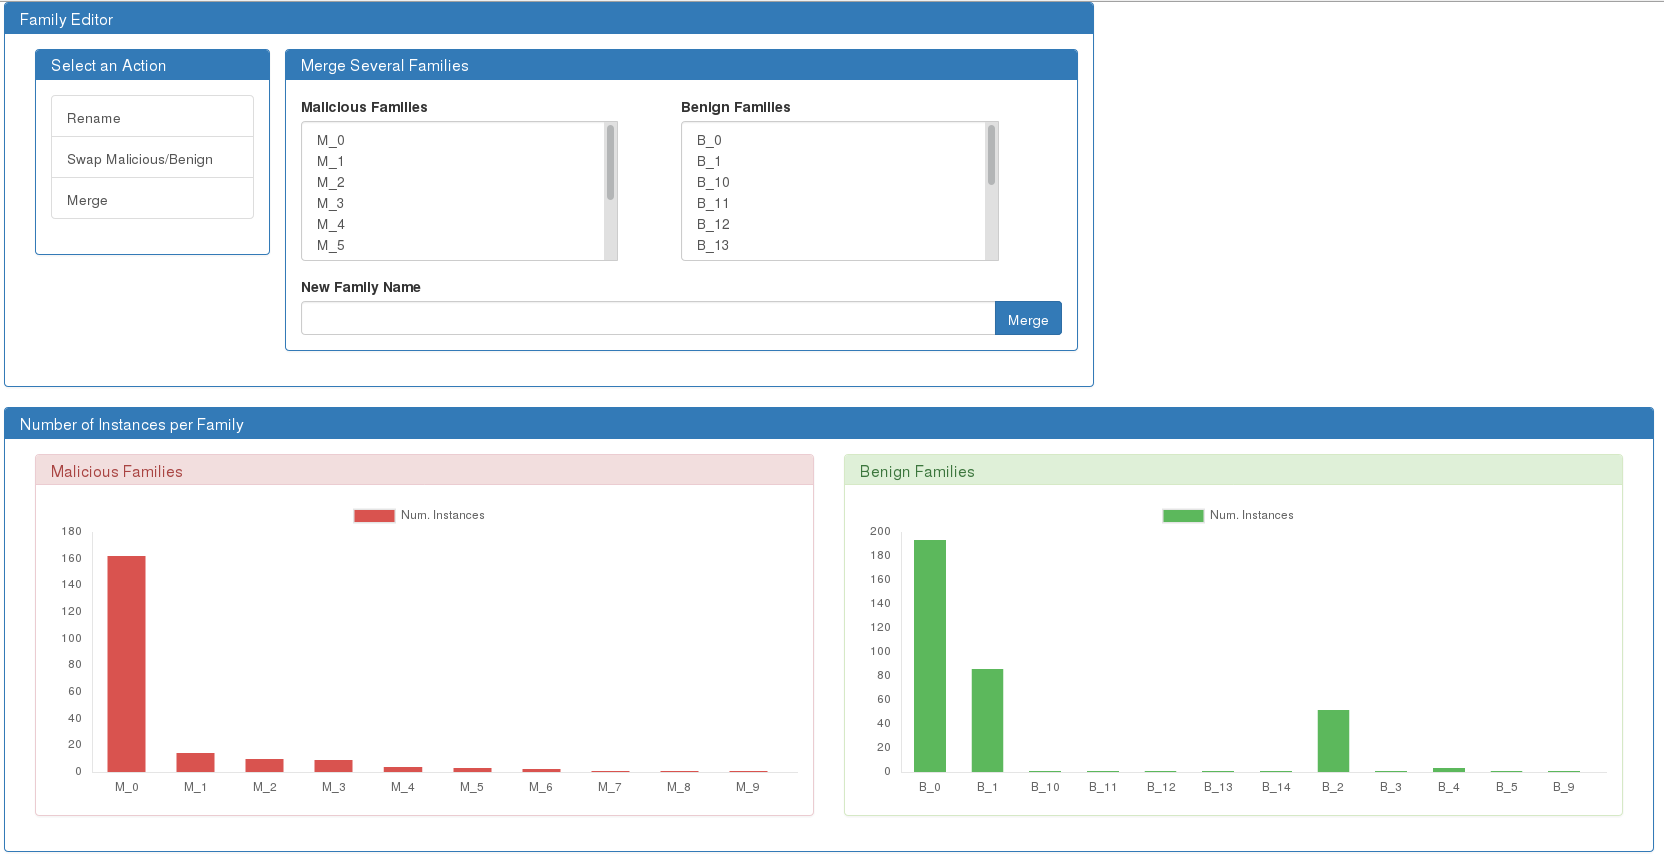 Family Editor
Select an Action
Rename
Swap Malicious/Benign
Merge
Merge Several Families
Malicious Families
M_0
M_1
M_2
M_3
M_4
M_5
Benign Families
B_0
B_1
B_10
B_11
B_12
B_13
New Family Name
Merge
Number of Instances per Family
Malicious Families
Num. Instances
180
160
140
120
100
80
60
40
20
0
M_0 M_1 M_2 M_3 M_4 M_5 M_6 M_7 M_8 M_9
Benign Families
Num. Instances
200
180
160
140
120
100
80
60
40
20
0
B_0 B_1 B_10 B_11 B_12 B_13 B_14 B_2 B_3 B_4 B_5 B_9